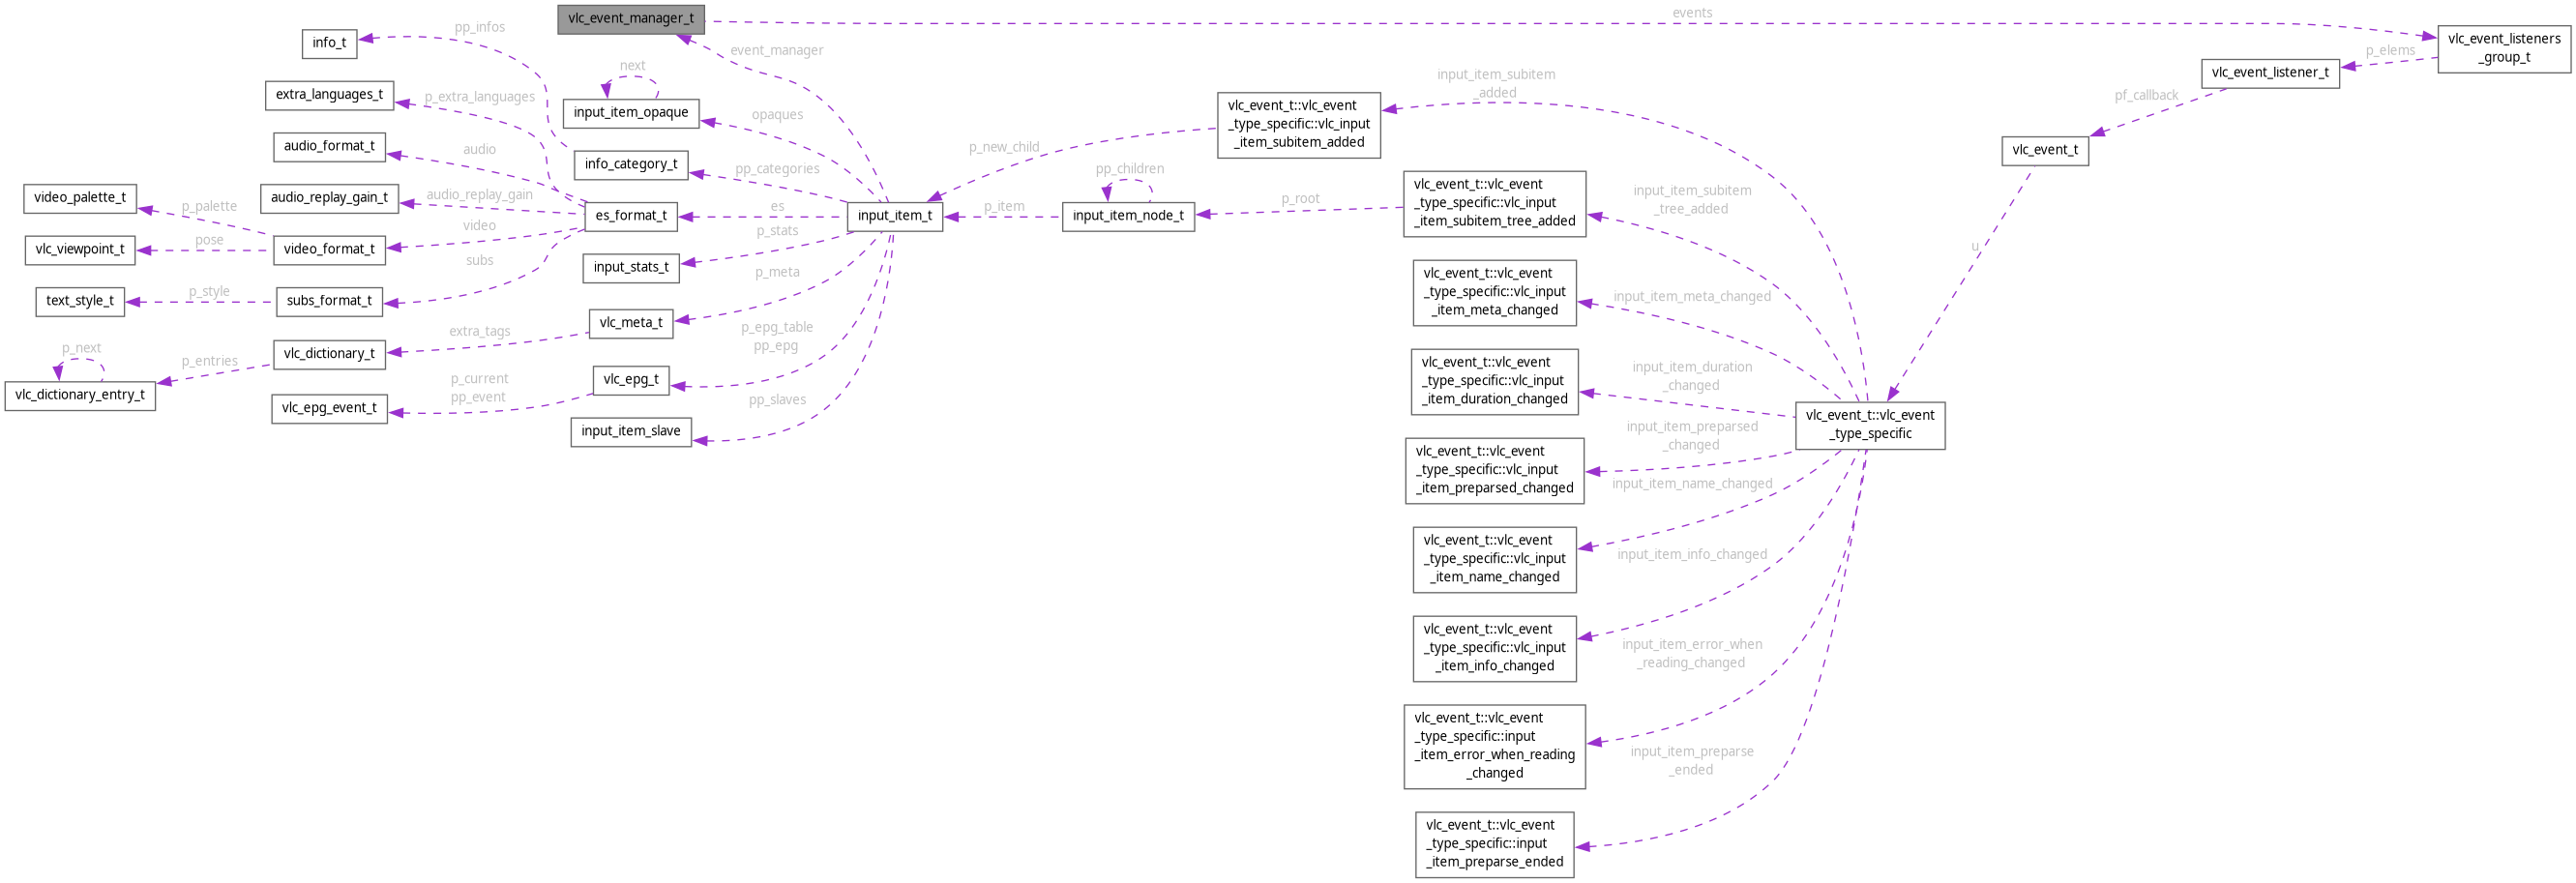 vlc_event_manager_t
events
vlc_event_listeners
_group_t
p_elems
vlc_event_listener_t
pf_callback
vlc_event_t
u
vlc_event_t::vlc_event
_type_specific
info_t
pp_infos
event_manager
extra_languages_t
p_extra_languages
next
input_item_opaque
opaques
audio_format_t
audio
info_category_t
pp_categories
video_palette_t
p_palette
audio_replay_gain_t
audio_replay_gain
es_format_t
es
input_item_t
vlc_viewpoint_t
pose
video_format_t
video
subs
input_stats_t
p_stats
text_style_t
p_style
subs_format_t
p_meta
vlc_meta_t
extra_tags
p_next
vlc_dictionary_entry_t
p_entries
vlc_dictionary_t
p_epg_table
pp_epg
vlc_epg_t
p_current
pp_event
vlc_epg_event_t
pp_slaves
input_item_slave
p_new_child
p_item
pp_children
input_item_node_t
p_root
vlc_event_t::vlc_event
_type_specific::vlc_input
_item_subitem_added
input_item_subitem
_added
vlc_event_t::vlc_event
_type_specific::vlc_input
_item_subitem_tree_added
input_item_subitem
_tree_added
vlc_event_t::vlc_event
_type_specific::vlc_input
_item_meta_changed
input_item_meta_changed
vlc_event_t::vlc_event
_type_specific::vlc_input
_item_duration_changed
input_item_duration
_changed
vlc_event_t::vlc_event
_type_specific::vlc_input
_item_preparsed_changed
input_item_preparsed
_changed
vlc_event_t::vlc_event
_type_specific::vlc_input
_item_name_changed
input_item_name_changed
vlc_event_t::vlc_event
_type_specific::vlc_input
_item_info_changed
input_item_info_changed
vlc_event_t::vlc_event
_type_specific::input
_item_error_when_reading
_changed
input_item_error_when
_reading_changed
vlc_event_t::vlc_event
_type_specific::input
_item_preparse_ended
input_item_preparse
_ended